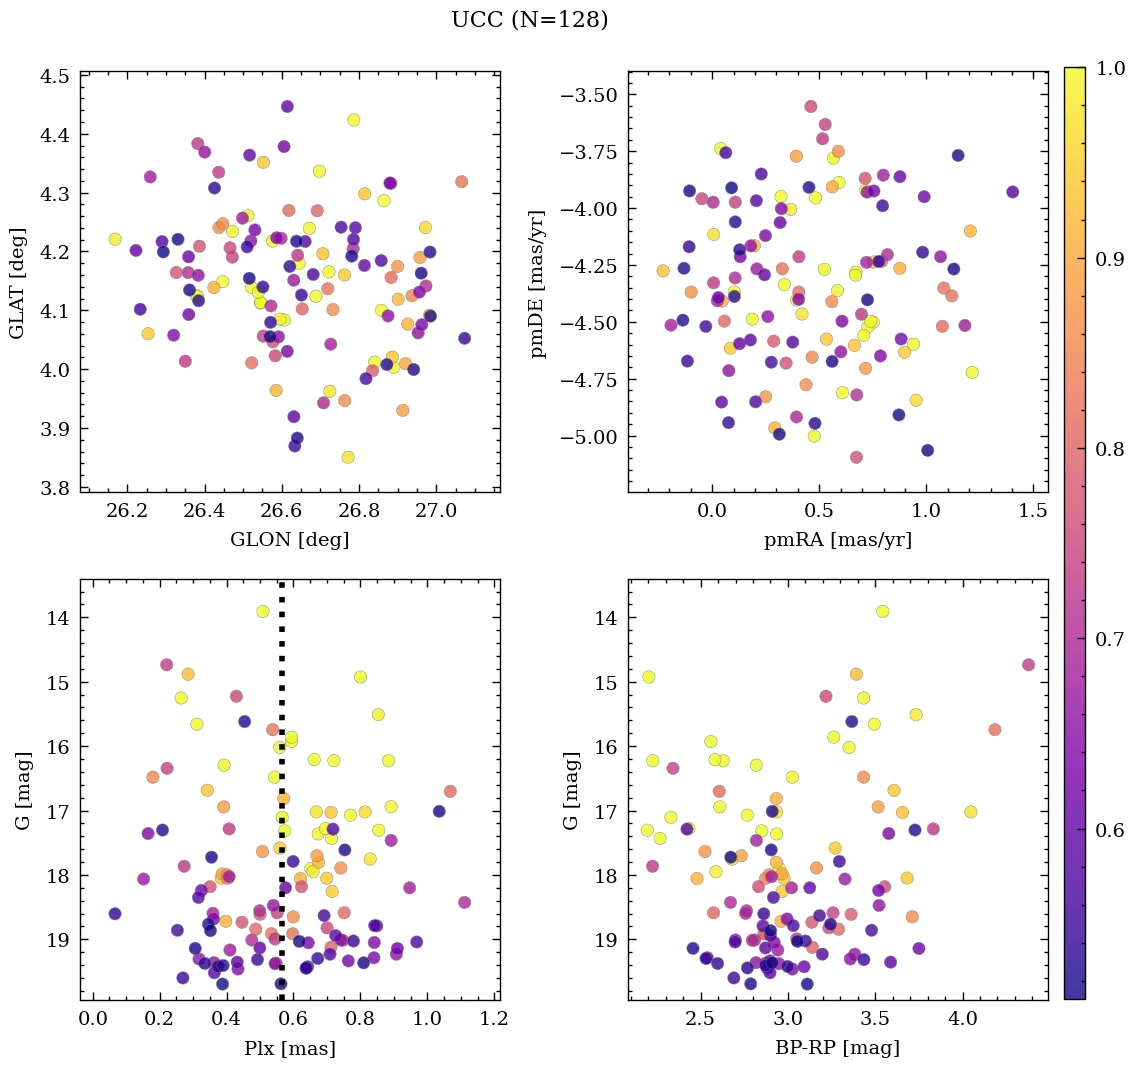 UCC (N=128)
4.5
4.4
4.3
4.2
4.1
4.0
3.9
3.8
GLAT [deg]
26.2 26.4 26.6 26.8 27.0
GLON [deg]
−3.50
−3.75
−4.00
−4.25
−4.50
−4.75
−5.00
pmDE [mas/yr]
0.0 0.5 1.0 1.5
pmRA [mas/yr]
14
15
16
17
18
19
G [mag]
0.0 0.2 0.4 0.6 0.8 1.0 1.2
Plx [mas]
14
15
16
17
18
19
G [mag]
2.5 3.0 3.5 4.0
BP-RP [mag]
1.0
0.9
0.8
0.7
0.6